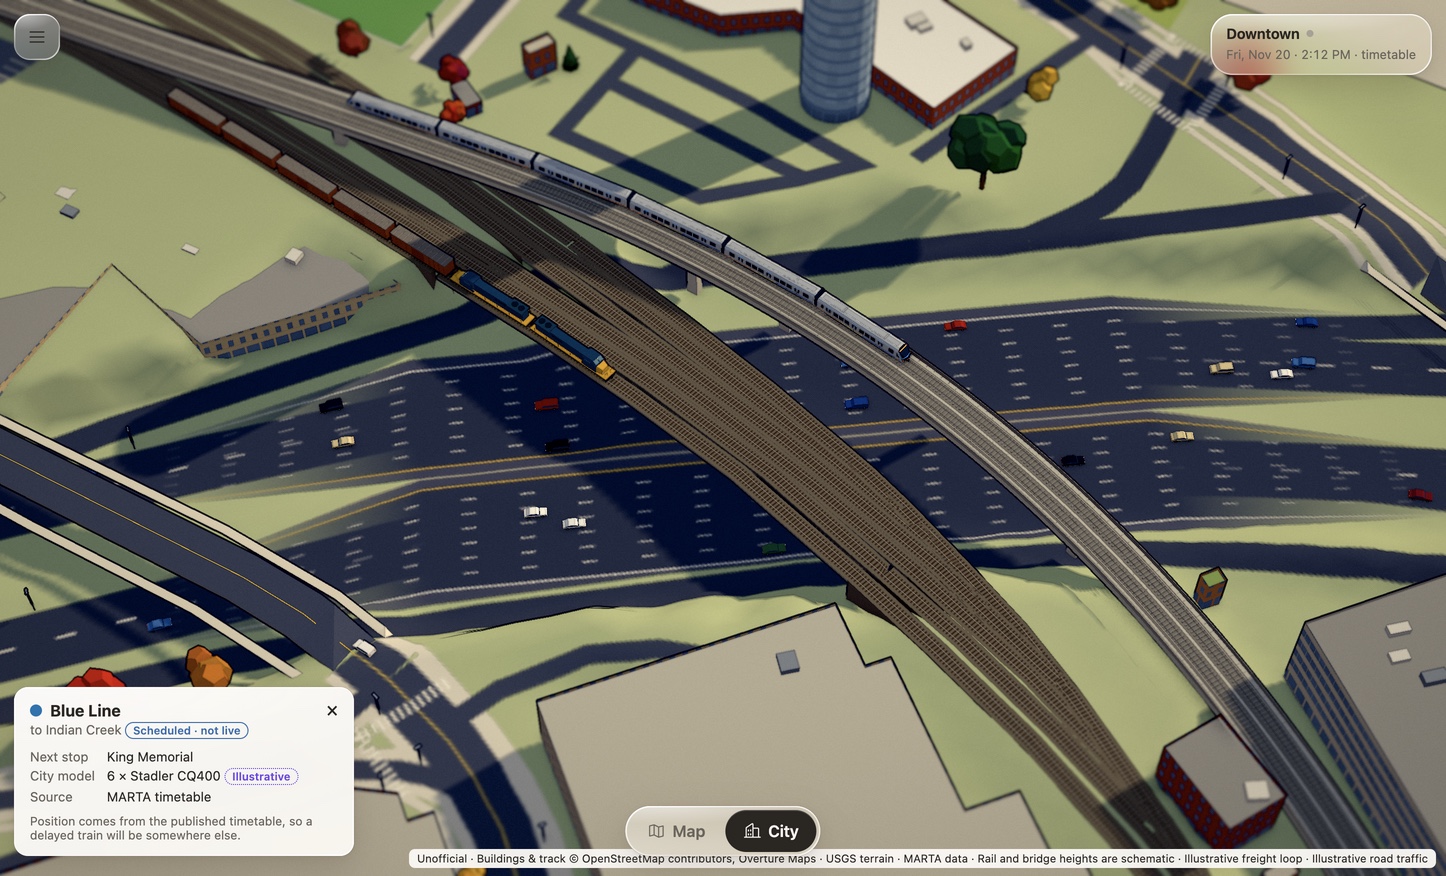 Downtown
Fri, Nov 20 · 2:12 PM · timetable
Blue Line
to Indian Creek Scheduled · not live
Next stop King Memorial
City model 6 × Stadler CQ400 Illustrative
Source MARTA timetable
Position comes from the published timetable, so a
delayed train will be somewhere else.
Map City
Unofficial · Buildings & track © OpenStreetMap contributors, Overture Maps · USGS terrain · MARTA data · Rail and bridge heights are schematic · Illustrative freight loop · Illustrative road traffic